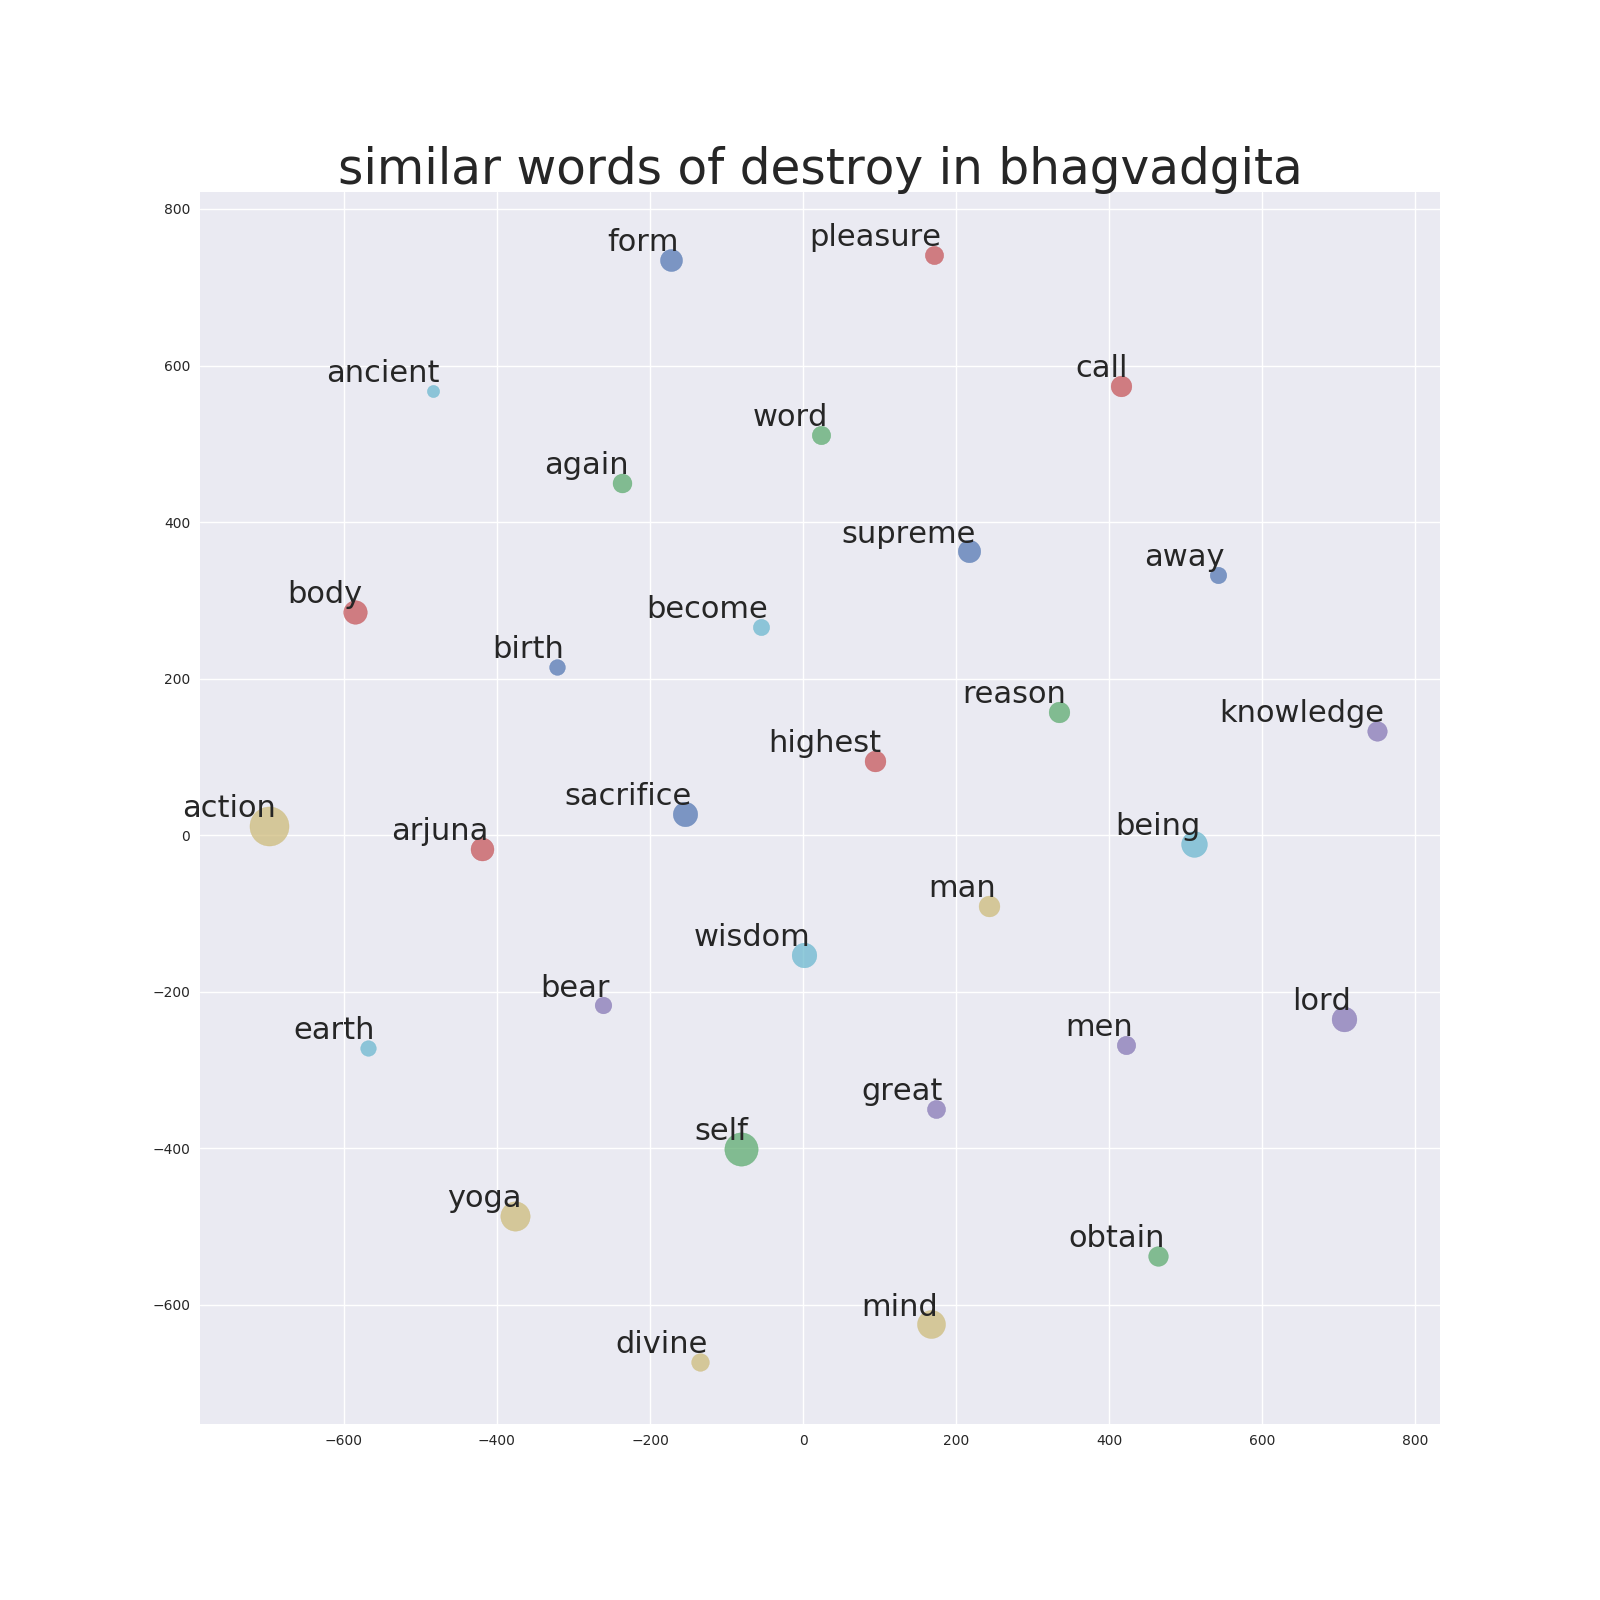 similar words of destroy in bhagvadgita
800
form
pleasure
600
ancient
call
word
again
400
supreme
away
body
become
birth
200
reason
knowledge
highest
sacrifice
action
arjuna
0
being
man
wisdom
−200
bear
lord
earth
men
great
−400
self
yoga
obtain
−600
mind
divine
−600 −400 −200 0 200 400 600 800